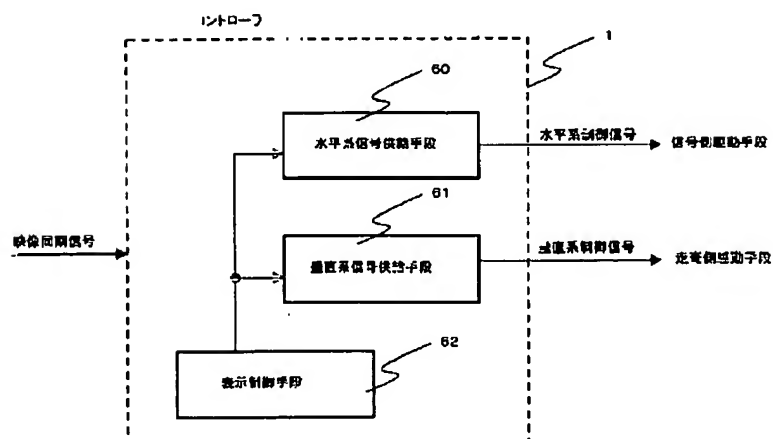 コントローラ
1
60
水平系信号供給手段
水平系制御信号
信号側駆動手段
61
映像同期信号
垂直系信号供給手段
垂直系制御信号
走査側駆動手段
62
表示制御手段